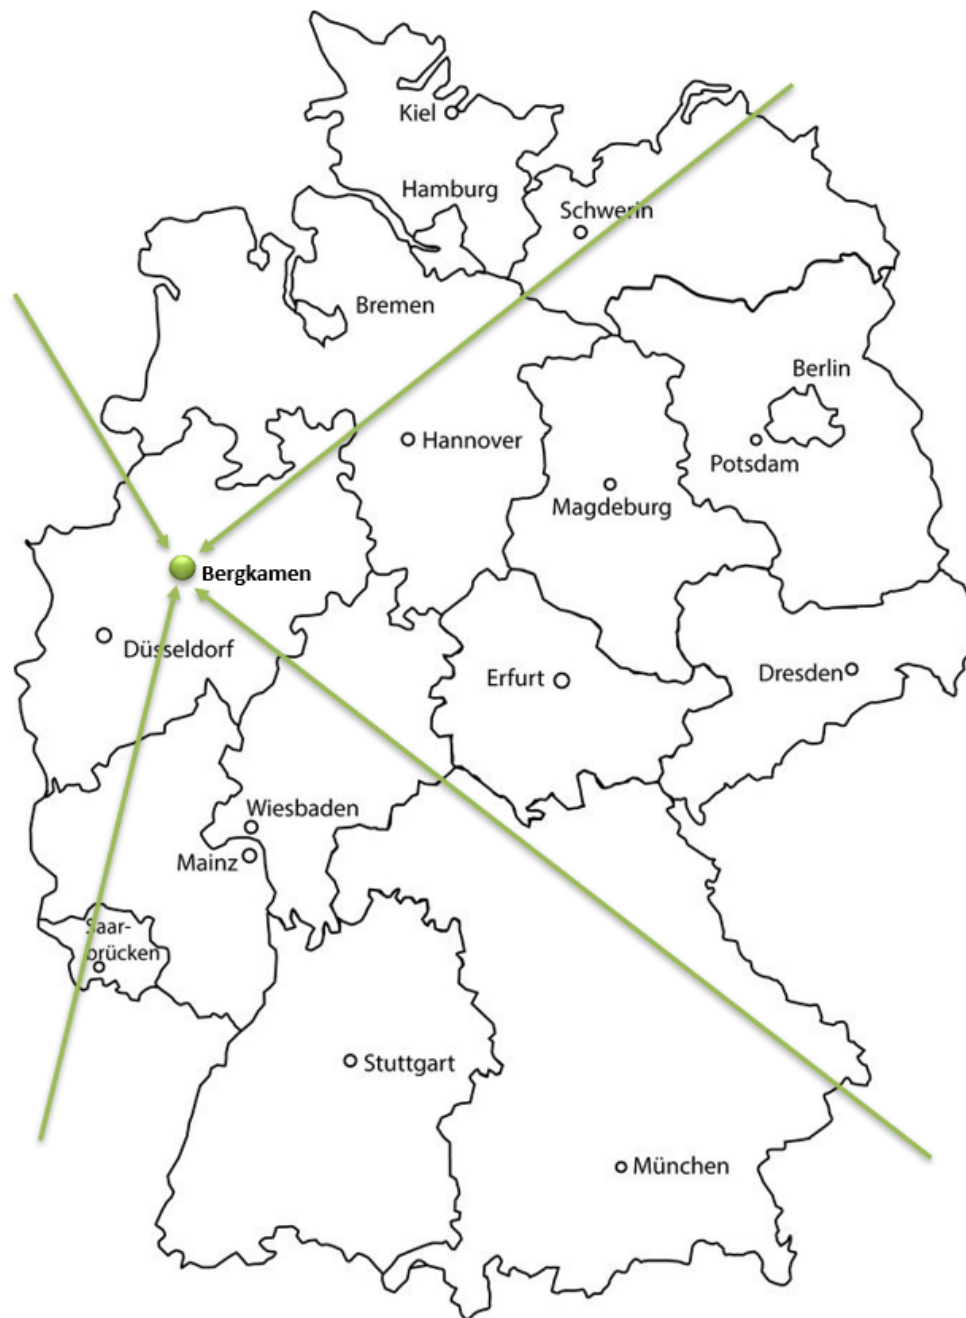 Kiel
Hamburg
Schwerin
Bremen
Berlin
Hannover
Potsdam
Magdeburg
Bergkamen
Düsseldorf
Erfurt
Dresden
Wiesbaden
Mainz
Saar-
brücken
Stuttgart
München